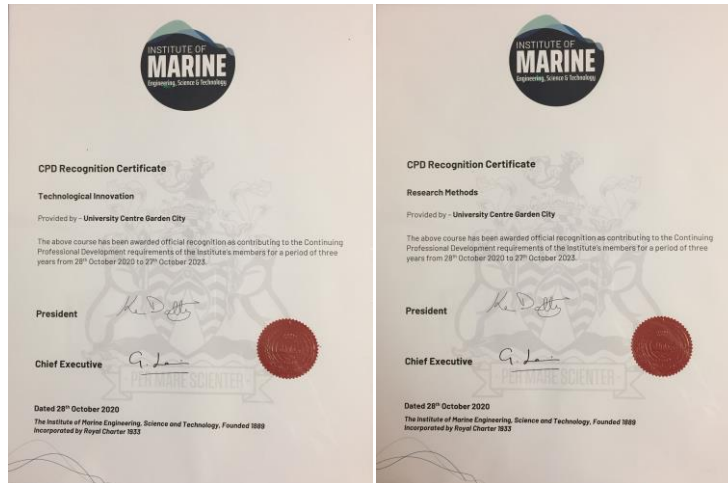 INSTITUTE OF
MARINE
Engineering, Science & Technology
CPD Recognition Certificate
Technological Innovation
Provided by - University Centre Garden City
The above course has been awarded official recognition as contributing to the Continuing
Professional Development requirements of the Institute's members for a period of three
years from 28th October 2020 to 27th October 2023.
President
Chief Executive
- PER MARE SCIENTER -
Dated 28th October 2020
The Institute of Marine Engineering, Science and Technology, Founded 1889
Incorporated by Royal Charter 1933
INSTITUTE OF
MARINE
Engineering, Science & Technology
CPD Recognition Certificate
Research Methods
Provided by - University Centre Garden City
The above course has been awarded official recognition as contributing to the Continuing
Professional Development requirements of the Institute's members for a period of three
years from 28th October 2020 to 27th October 2023.
President
Chief Executive
- PER MARE SCIENTER -
Dated 28th October 2020
The Institute of Marine Engineering, Science and Technology, Founded 1889
Incorporated by Royal Charter 1933